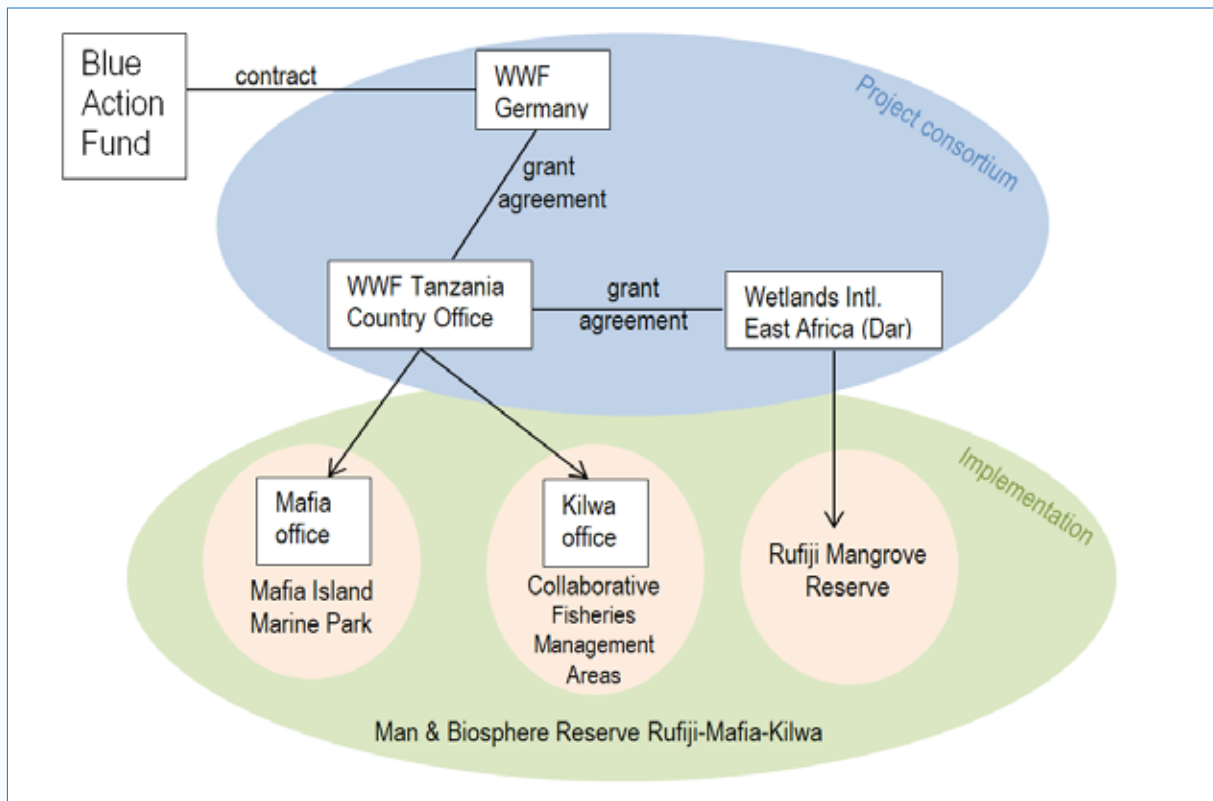 Blue
Action
Fund
contract
WWF
Germany
Project consortium
grant
agreement
WWF Tanzania
Country Office
grant
agreement
Wetlands Intl.
East Africa (Dar)
Implementation
Mafia
office
Mafia Island
Marine Park
Kilwa
office
Collaborative
Fisheries
Management
Areas
Rufiji Mangrove
Reserve
Man & Biosphere Reserve Rufiji-Mafia-Kilwa